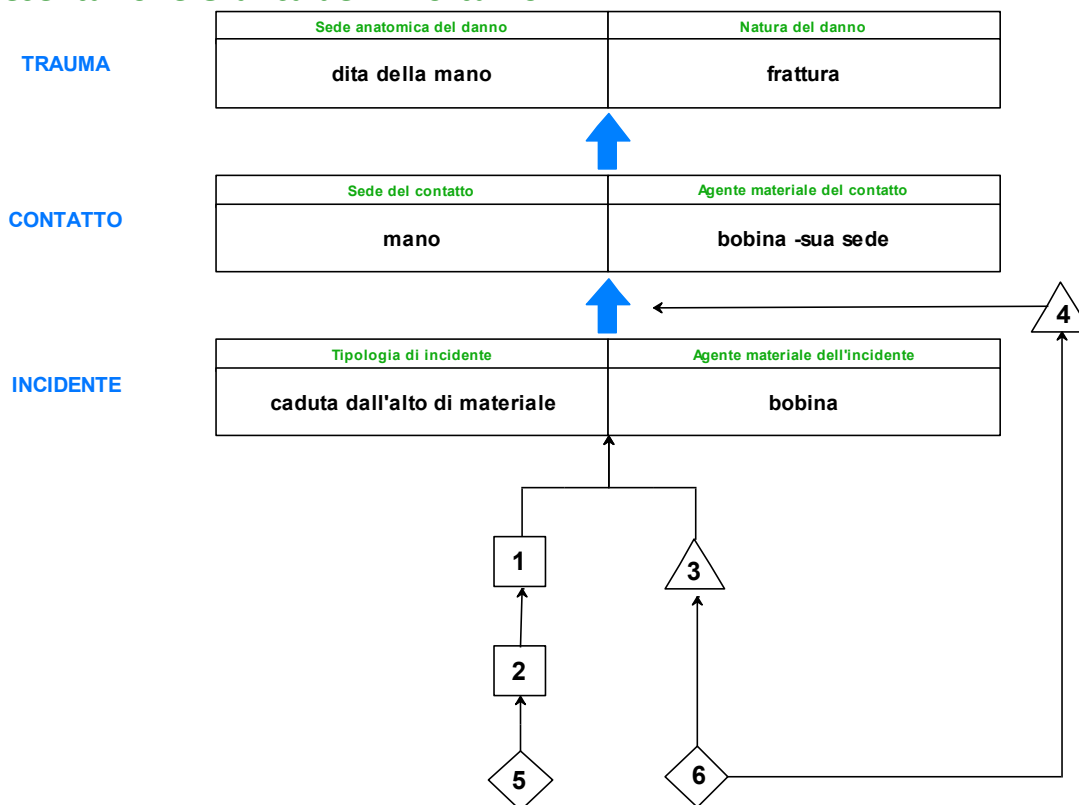 Sede anatomica del danno Natura del danno
TRAUMA dita della mano frattura
Sede del contatto Agente materiale del contatto
CONTATTO mano bobina -sua sede
4
Tipologia di incidente Agente materiale dell'incidente
INCIDENTE caduta dall'alto di materiale bobina
1 3
2
5 6